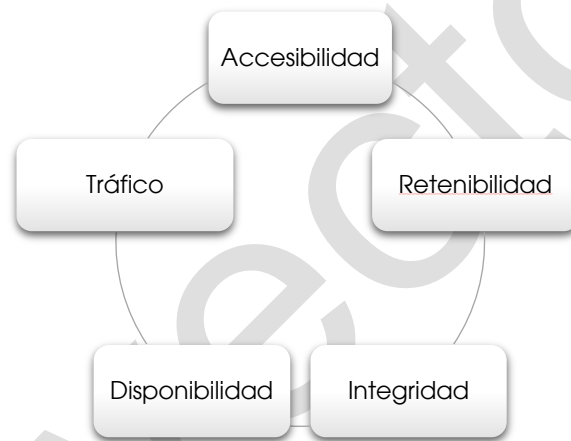 Accesibilidad
Tráfico
Retenibilidad
Disponibilidad
Integridad